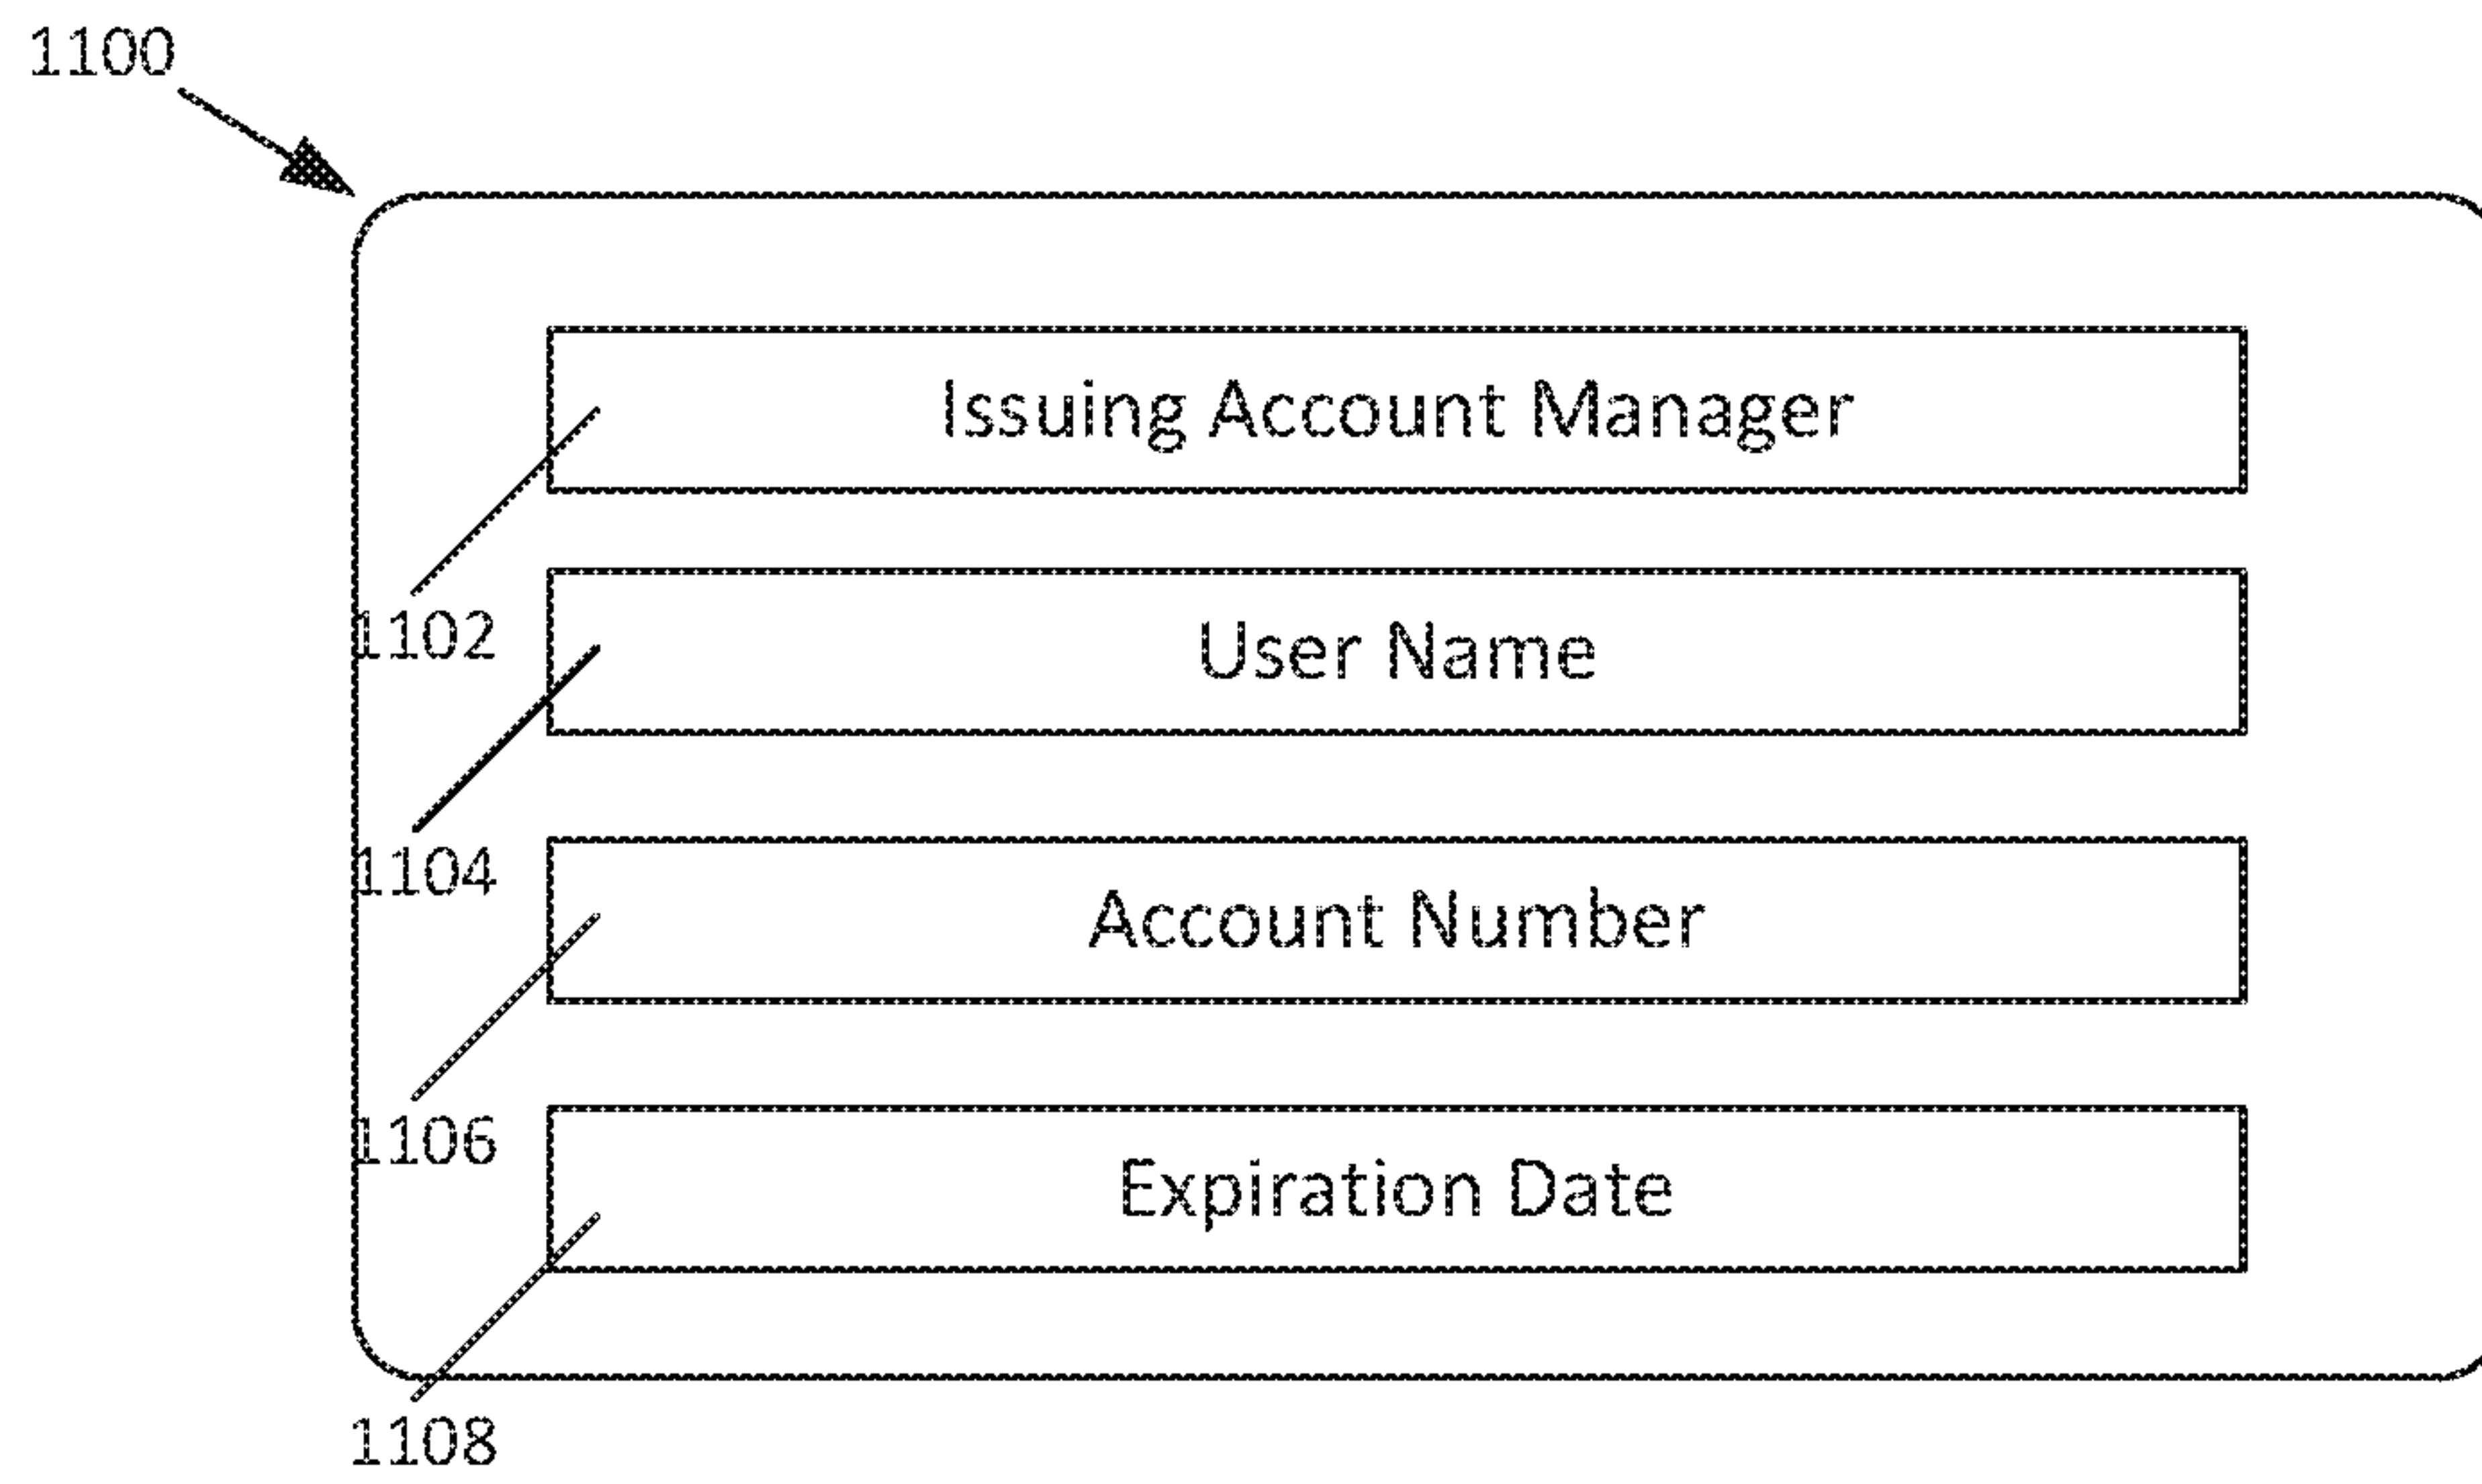 1100
Issuing Account Manager
1102
User Name
1104
Account Number
1106
Expiration Date
1108